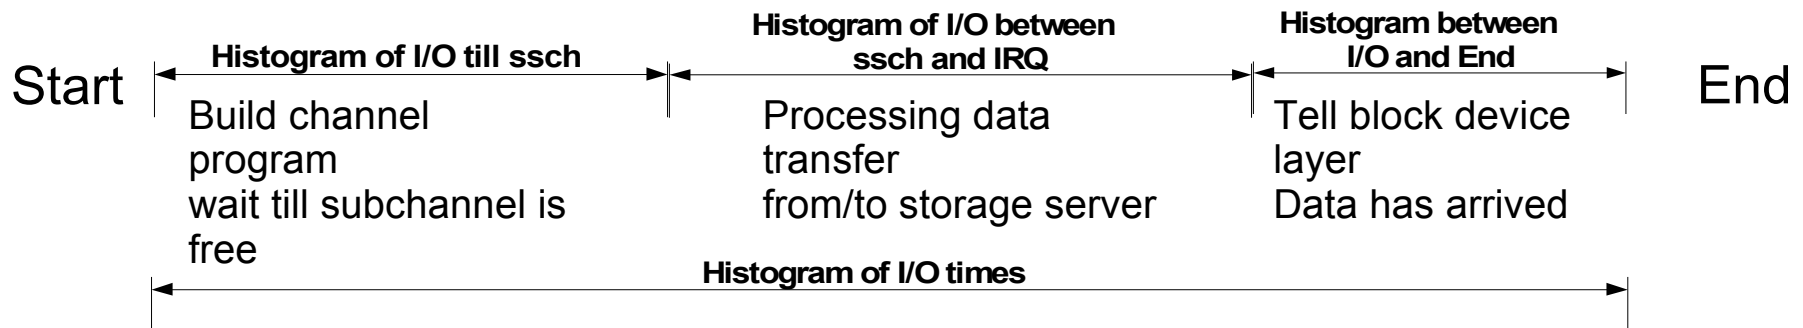 Start
Histogram of I/O till ssch
Build channel
program
wait till subchannel is
free
Histogram of I/O between
ssch and IRQ
Processing data
transfer
from/to storage server
Histogram between
I/O and End
Tell block device
layer
Data has arrived
End
Histogram of I/O times